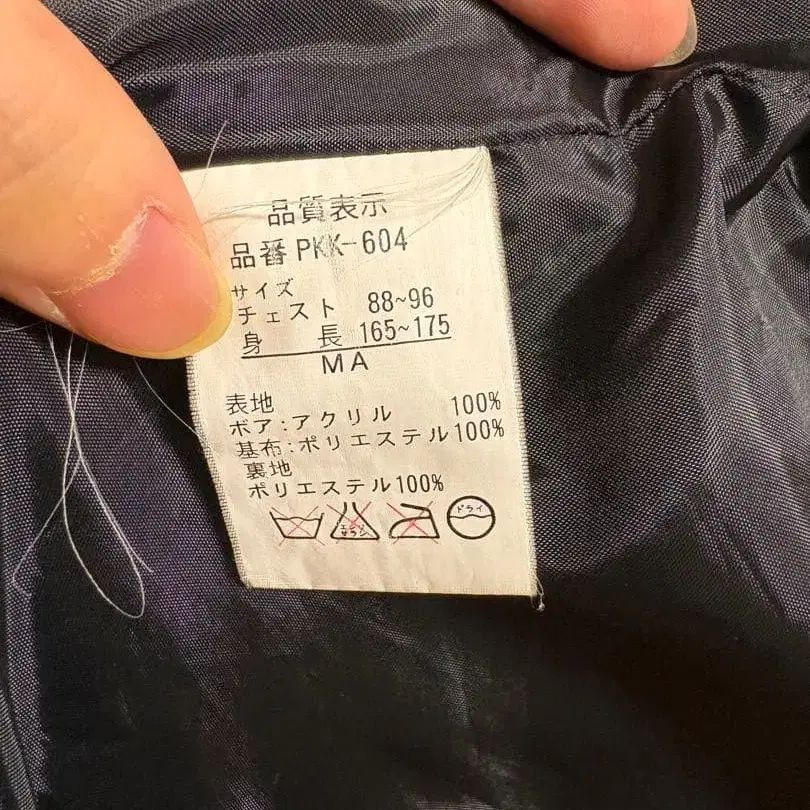 品質表示
品番 PKK-604
サイズ
チェスト 88~96
身長 165~175
MA
表地
ボア:アクリル 100%
基布:ポリエステル100%
裏地
ポリエステル100%
ドライ